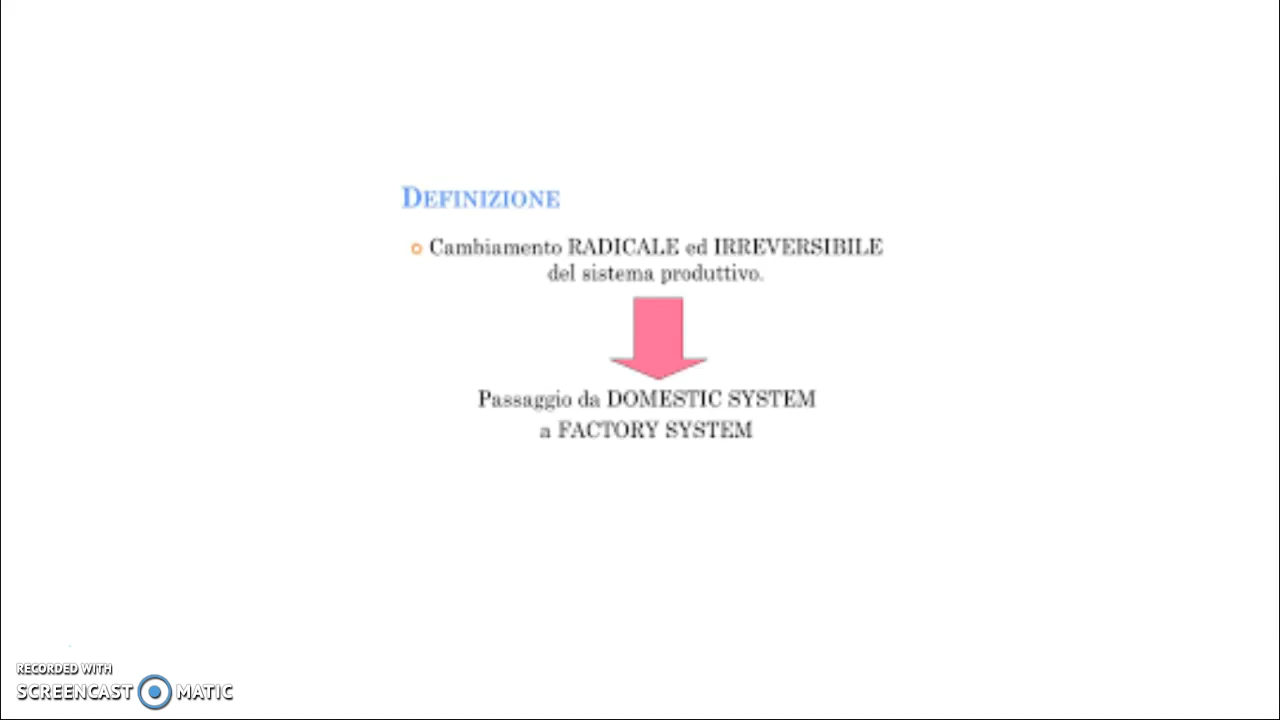 DEFINIZIONE
Cambiamento RADICALE ed IRREVERSIBILE
del sistema produttivo.
Passaggio da DOMESTIC SYSTEM
a FACTORY SYSTEM
RECORDED WITH
SCREENCAST MATIC